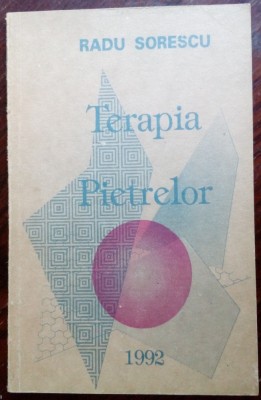 RADU SORESCU
Terapia
Pietrelor
1992